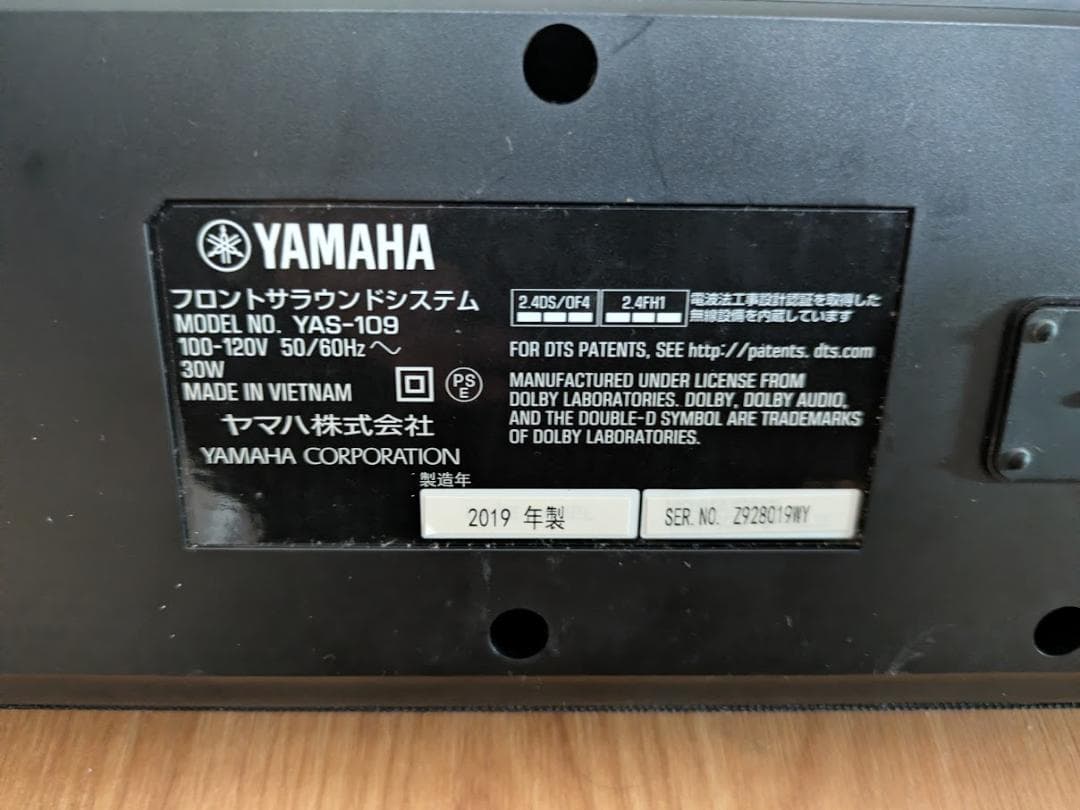 YAMAHA
フロントサラウンドシステム
MODEL NO. YAS-109
100-120V 50/60Hz ～
30W
MADE IN VIETNAM
PS
E
ヤマハ株式会社
YAMAHA CORPORATION
2.4DS/OF4
2.4FH1
電波法工事設計認証を取得した
無線設備を内蔵しています
FOR DTS PATENTS, SEE http://patents.dts.com
MANUFACTURED UNDER LICENSE FROM
DOLBY LABORATORIES. DOLBY, DOLBY AUDIO,
AND THE DOUBLE-D SYMBOL ARE TRADEMARKS
OF DOLBY LABORATORIES.
製造年
2019 年製
SER. NO. Z928019WY